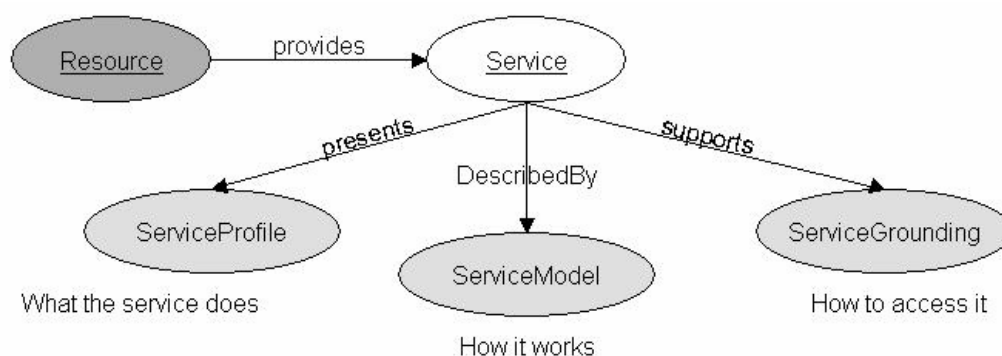 Resource
provides
Service
presents
DescribedBy
supports
ServiceProfile
ServiceModel
ServiceGrounding
What the service does
How it works
How to access it